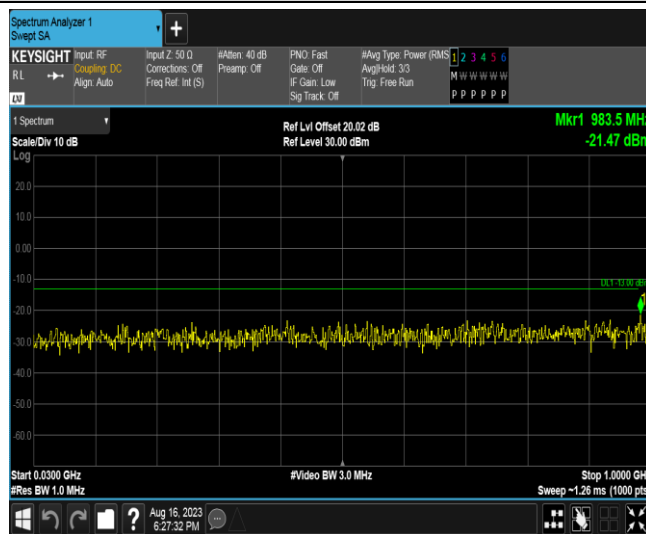 Spectrum Analyzer 1
Swept SA
+
KEYSIGHT
RL
LXI
Input: RF
Coupling: DC
Align: Auto
Input Z: 50 Ω
Corrections: Off
Freq Ref: Int (S)
#Atten: 40 dB
Preamp: Off
PNO: Fast
Gate: Off
IF Gain: Low
Sig Track: Off
#Avg Type: Power (RMS
Avg|Hold: 3/3
Trig: Free Run
1 2 3 4 5 6
M W W W W W
P P P P P P
1 Spectrum
Scale/Div 10 dB
Log
Ref Lvl Offset 20.02 dB
Ref Level 30.00 dBm
Mkr1 983.5 MHz
-21.47 dBm
20.0
10.0
0.00
-10.0
DL1 -13.00 dBm
1
-20.0
-30.0
-40.0
-50.0
-60.0
Start 0.0300 GHz
#Res BW 1.0 MHz
#Video BW 3.0 MHz
Stop 1.0000 GH
Sweep ~1.26 ms (1000 pts
?
Aug 16, 2023
6:27:32 PM